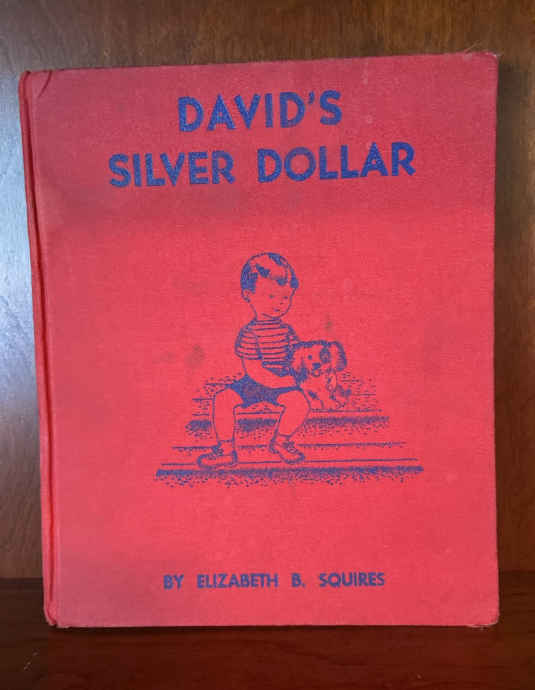 DAVID'S
SILVER DOLLAR
BY ELIZABETH B. SQUIRES